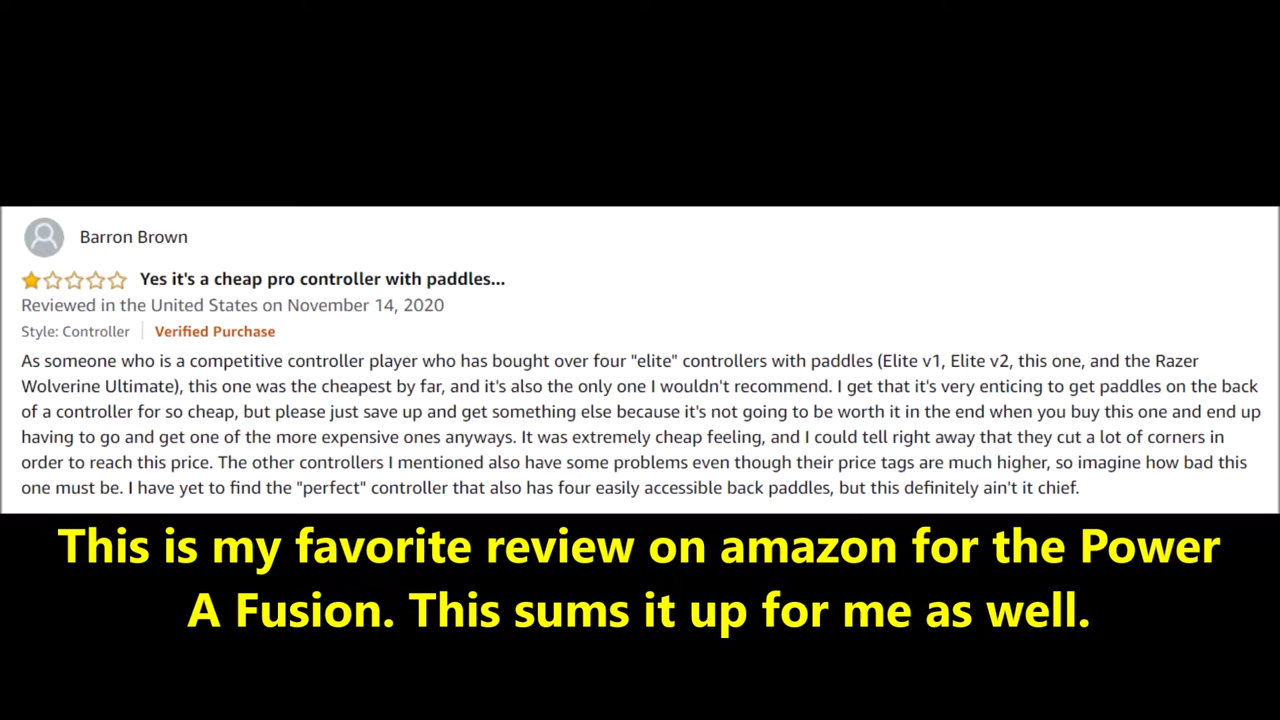 Barron Brown
Yes it's a cheap pro controller with paddles...
Reviewed in the United States on November 14, 2020
Style: Controller
Verified Purchase
As someone who is a competitive controller player who has bought over four "elite" controllers with paddles (Elite v1, Elite v2, this one, and the Razer
Wolverine Ultimate), this one was the cheapest by far, and it's also the only one I wouldn't recommend. I get that it's very enticing to get paddles on the back
of a controller for so cheap, but please just save up and get something else because it's not going to be worth it in the end when you buy this one and end up
having to go and get one of the more expensive ones anyways. It was extremely cheap feeling, and I could tell right away that they cut a lot of corners in
order to reach this price. The other controllers I mentioned also have some problems even though their price tags are much higher, so imagine how bad this
one must be. I have yet to find the "perfect" controller that also has four easily accessible back paddles, but this definitely ain't it chief.
This is my favorite review on amazon for the Power
A Fusion. This sums it up for me as well.